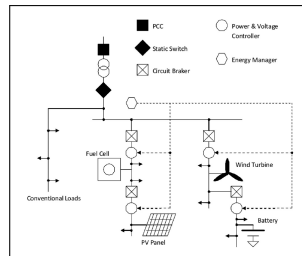 PCC
Power & Voltage
Controller
Static Switch
Energy Manager
Circuit Braker
Fuel Cell
Wind Turbine
Conventional Loads
Battery
PV Panel